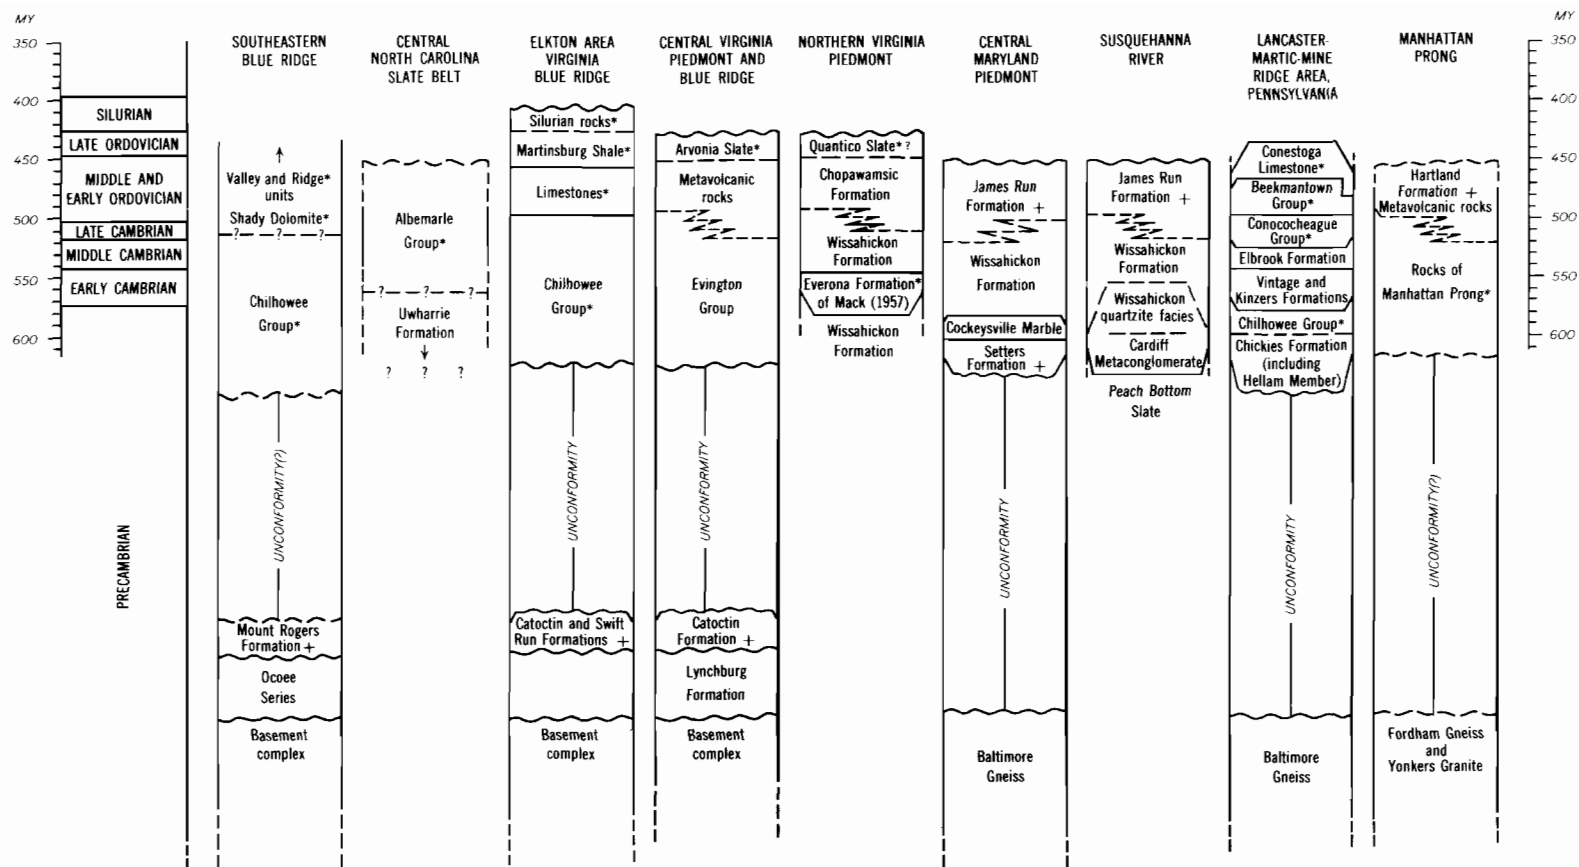 MY
350
400
450
500
550
600
SILURIAN
LATE ORDOVICIAN
MIDDLE AND
EARLY ORDOVICIAN
LATE CAMBRIAN
MIDDLE CAMBRIAN
EARLY CAMBRIAN
PRECAMBRIAN
SOUTHEASTERN
BLUE RIDGE
Valley and Ridge*
units
Shady Dolomite*
? ? ?
Chilhowee
Group*
UNCONFORMITY(?)
Mount Rogers
Formation +
Ocoee
Series
Basement
complex
CENTRAL
NORTH CAROLINA
SLATE BELT
Albemarle
Group*
? ? ?
Uwharrie
Formation
? ? ?
ELKTON AREA
VIRGINIA
BLUE RIDGE
Silurian rocks*
Martinsburg Shale*
Limestones*
Chilhowee
Group*
UNCONFORMITY
Catoctin and Swift
Run Formations +
Basement
complex
CENTRAL VIRGINIA
PIEDMONT AND
BLUE RIDGE
Arvonia Slate*
Metavolcanic
rocks
Evington
Group
UNCONFORMITY
Catoctin
Formation +
Lynchburg
Formation
Basement
complex
NORTHERN VIRGINIA
PIEDMONT
Quantico Slate*?
Chopawamsic
Formation
Wissahickon
Formation
Everona Formation*
of Mack (1957)
Wissahickon
Formation
CENTRAL
MARYLAND
PIEDMONT
James Run
Formation +
Wissahickon
Formation
Cockeysville Marble
Setters
Formation +
UNCONFORMITY
Baltimore
Gneiss
SUSQUEHANNA
RIVER
James Run
Formation +
Wissahickon
Formation
Wissahickon
quartzite facies
Cardiff
Metaconglomerate
Peach Bottom
Slate
LANCASTER-
MARTIC-MINE
RIDGE AREA,
PENNSYLVANIA
Conestoga
Limestone*
Beekmantown
Group*
Conococheague
Group*
Elbrook Formation
Vintage and
Kinzers Formations
Chilhowee Group*
Chickies Formation
(including
Hellam Member)
UNCONFORMITY
Baltimore
Gneiss
MANHATTAN
PRONG
Hartland
Formation +
Metavolcanic rocks
Rocks of
Manhattan Prong*
UNCONFORMITY(?)
Fordham Gneiss
and
Yonkers Granite
MY
350
400
450
500
550
600